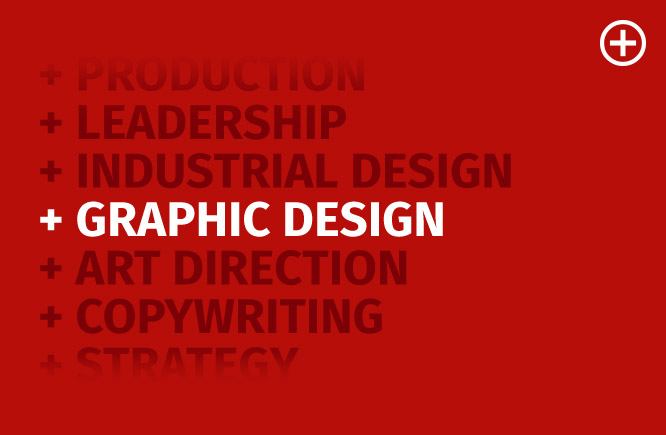 + PRODUCTION
+ LEADERSHIP
+ INDUSTRIAL DESIGN
+ GRAPHIC DESIGN
+ ART DIRECTION
+ COPYWRITING
+ STRATEGY